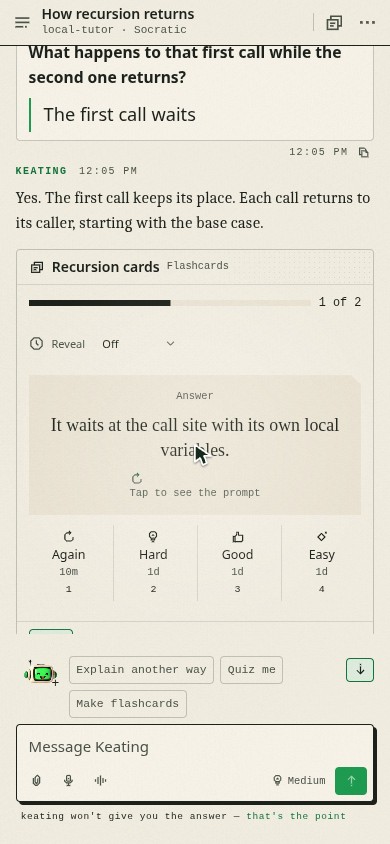 How recursion returns
local-tutor · Socratic
What happens to that first call while the
second one returns?
The first call waits
12:05 PM
KEATING 12:05 PM
Yes. The first call keeps its place. Each call returns to
its caller, starting with the base case.
Recursion cards Flashcards
1 of 2
Reveal Off
Answer
It waits at the call site with its own local
variables.
Tap to see the prompt
Again Hard Good Easy
10m 1d 1d 1d
1 2 3 4
Explain another way Quiz me
Make flashcards
Message Keating
Medium
keating won't give you the answer — that's the point